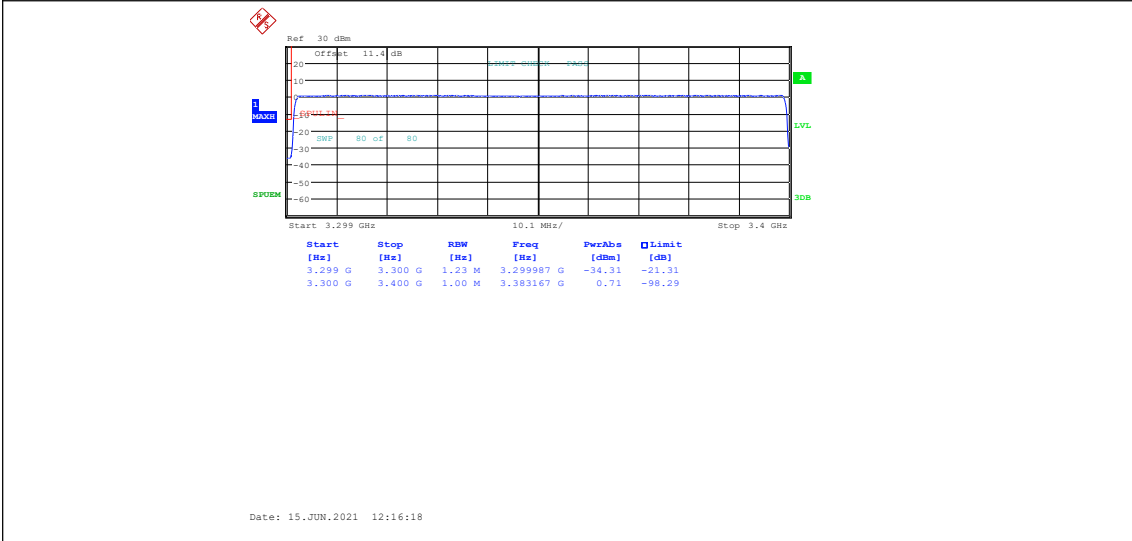 R S
Ref 30 dBm
Offset 11.4 dB
20
LIMIT CHECK PASS
A
10
0
1
MAXH
-10
_SPULIN_
LVL
-20
SWP 80 of 80
-30
-40
-50
SPUEM
-60
3DB
Start 3.299 GHz 10.1 MHz/ Stop 3.4 GHz
Start Stop RBW Freq PwrAbs Limit
[Hz] [Hz] [Hz] [Hz] [dBm] [dB]
3.299 G 3.300 G 1.23 M 3.299987 G -34.31 -21.31
3.300 G 3.400 G 1.00 M 3.383167 G 0.71 -98.29
Date: 15.JUN.2021 12:16:18